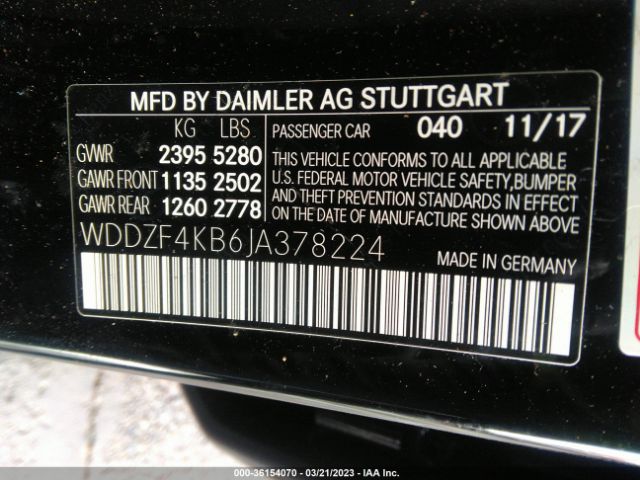 MFD BY DAIMLER AG STUTTGART
KG LBS
GVWR 2395 5280
GAWR FRONT 1135 2502
GAWR REAR 1260 2778
PASSENGER CAR 040 11/17
THIS VEHICLE CONFORMS TO ALL APPLICABLE
U.S. FEDERAL MOTOR VEHICLE SAFETY,BUMPER
AND THEFT PREVENTION STANDARDS IN EFFECT
ON THE DATE OF MANUFACTURE SHOWN ABOVE
WDDZF4KB6JA378224
MADE IN GERMANY
000-36154070 - 03/21/2023 - IAA Inc.